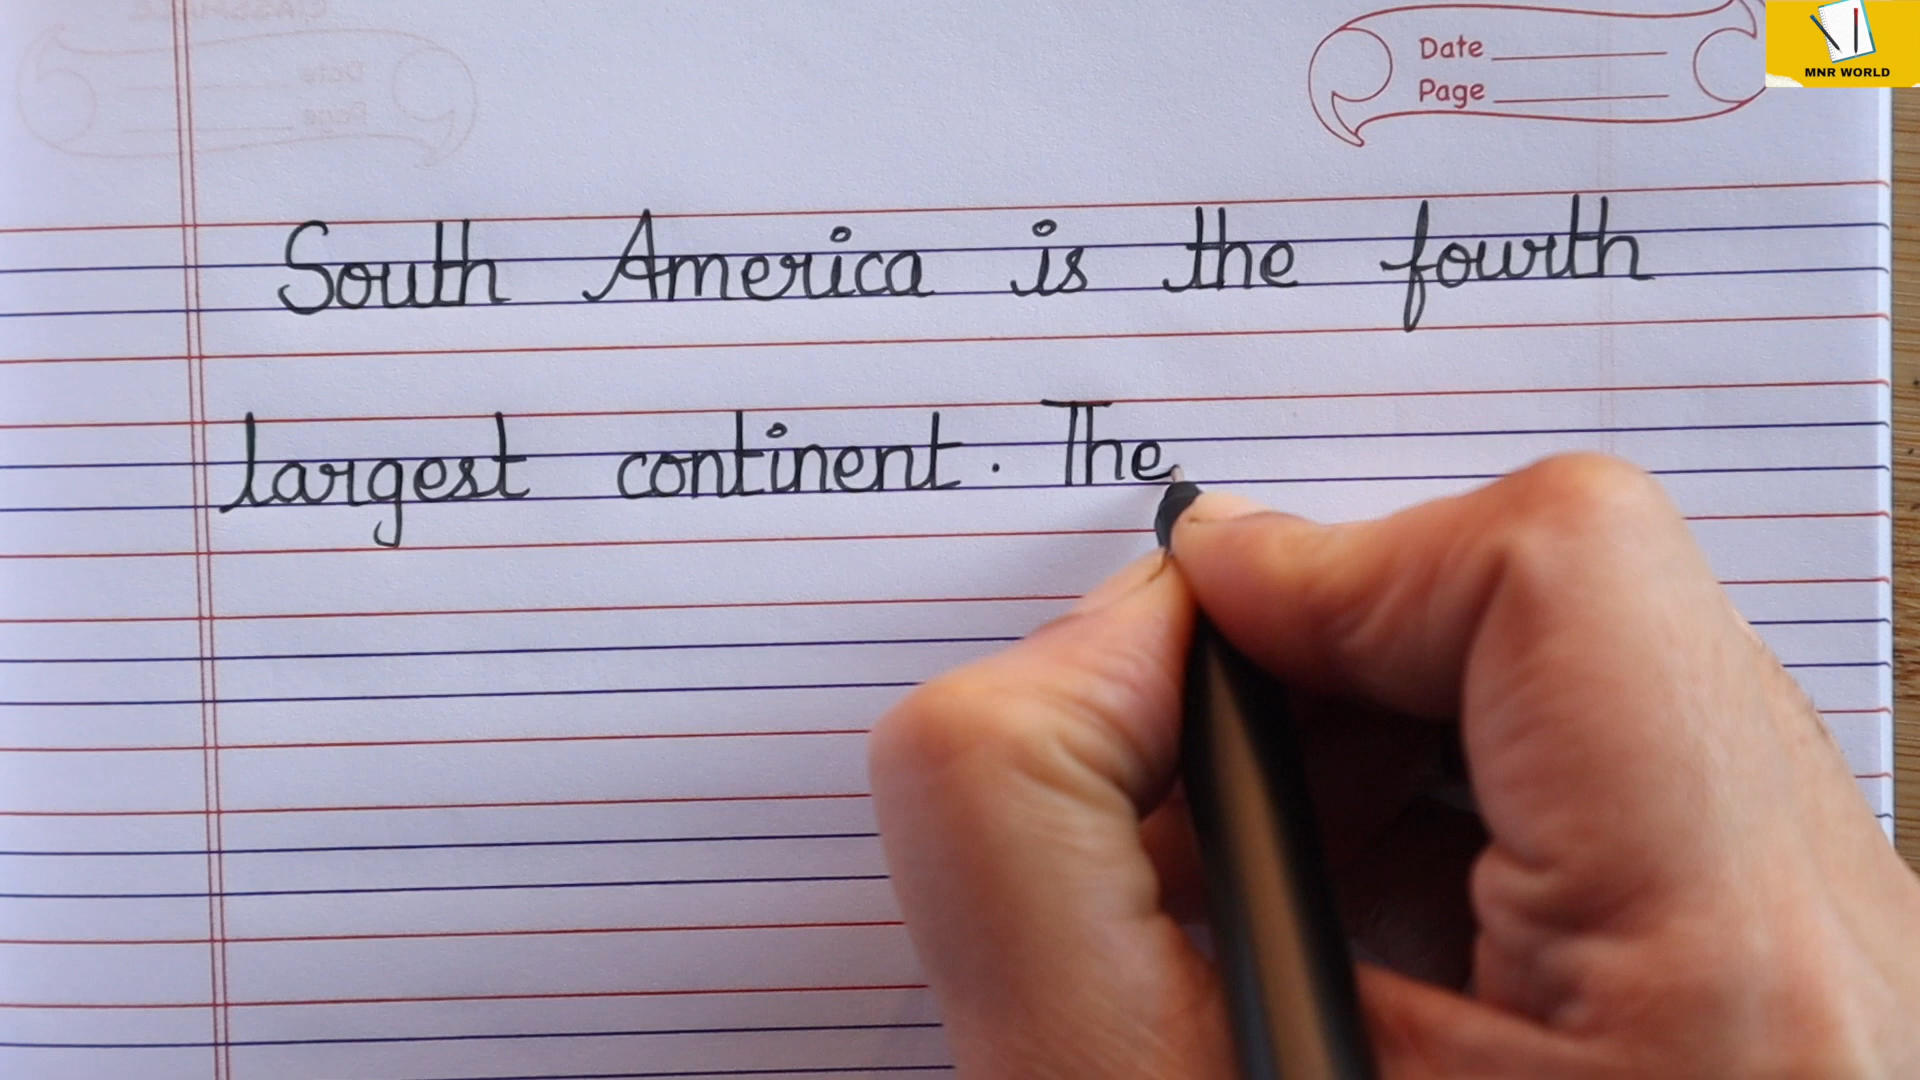 Date
Page
MNR WORLD
South America is the fourth
largest continent. The